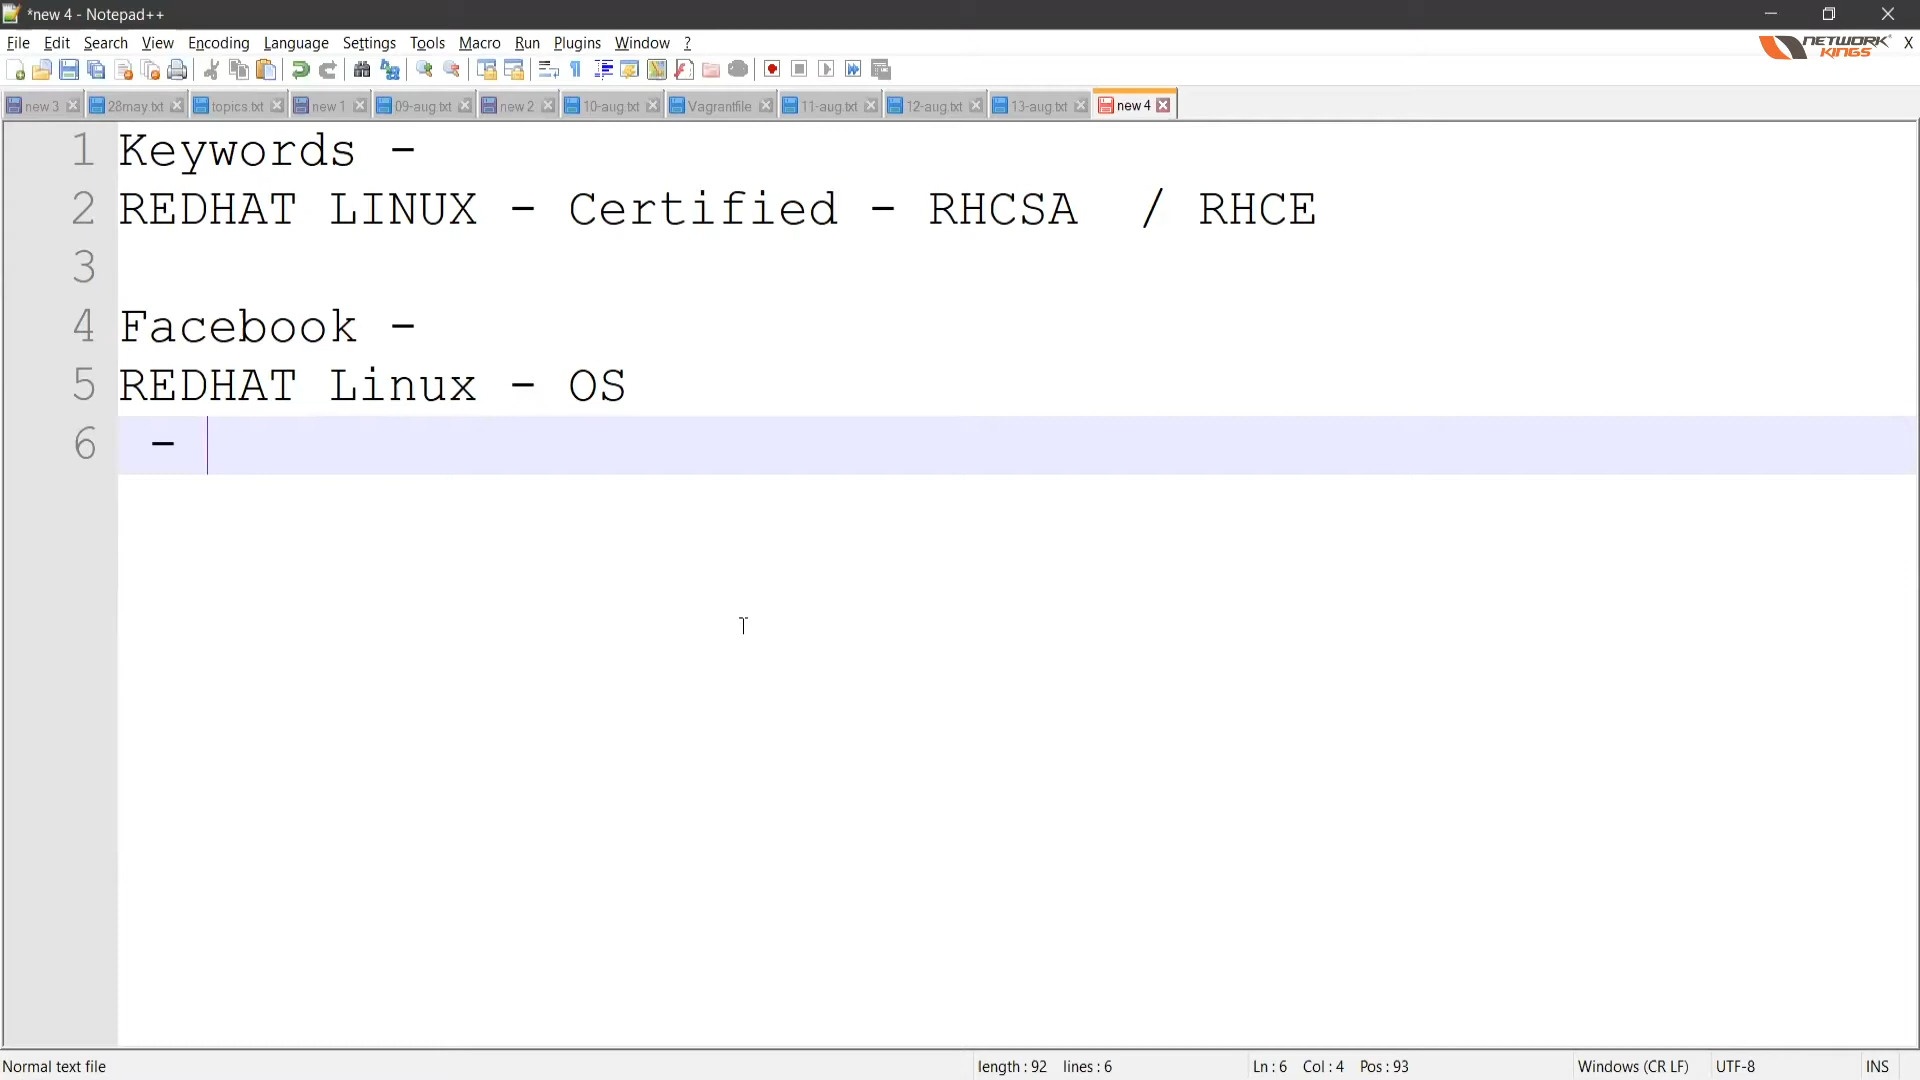 *new 4 - Notepad++
File Edit Search View Encoding Language Settings Tools Macro Run Plugins Window ? X
NETWORK KINGS
new 3 28may.txt topics.txt new 1 09-aug.txt new 2 10-aug.txt Vagrantfile 11-aug.txt 12-aug.txt 13-aug.txt new 4
1 Keywords -
2 REDHAT LINUX - Certified - RHCSA / RHCE
3
4 Facebook -
5 REDHAT Linux - OS
6 -
Normal text file length : 92 lines : 6 Ln : 6 Col : 4 Pos : 93 Windows (CR LF) UTF-8 INS